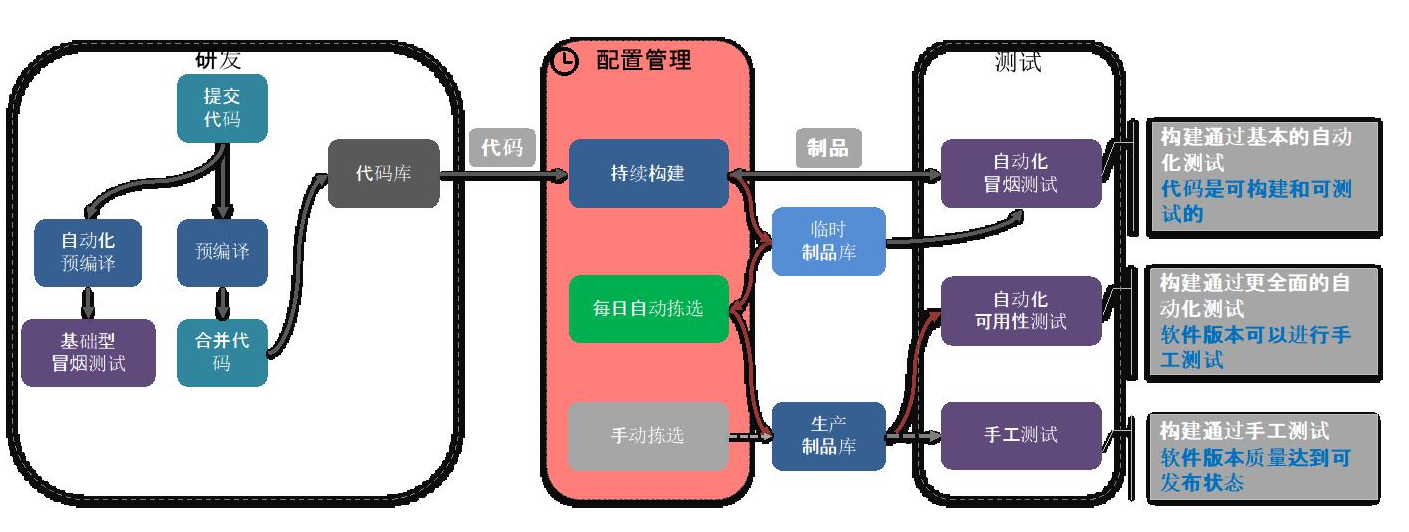 研发
提交
代码
自动化
预编译
预编译
基础型
冒烟测试
合并代
码
代码库
代码
配置管理
持续构建
每日自动拣选
手动拣选
制品
临时
制品库
生产
制品库
测试
自动化
冒烟测试
自动化
可用性测试
手工测试
构建通过基本的自动
化测试
代码是可构建和可测
试的
构建通过更全面的自
动化测试
软件版本可以进行手
工测试
构建通过手工测试
软件版本质量达到可
发布状态